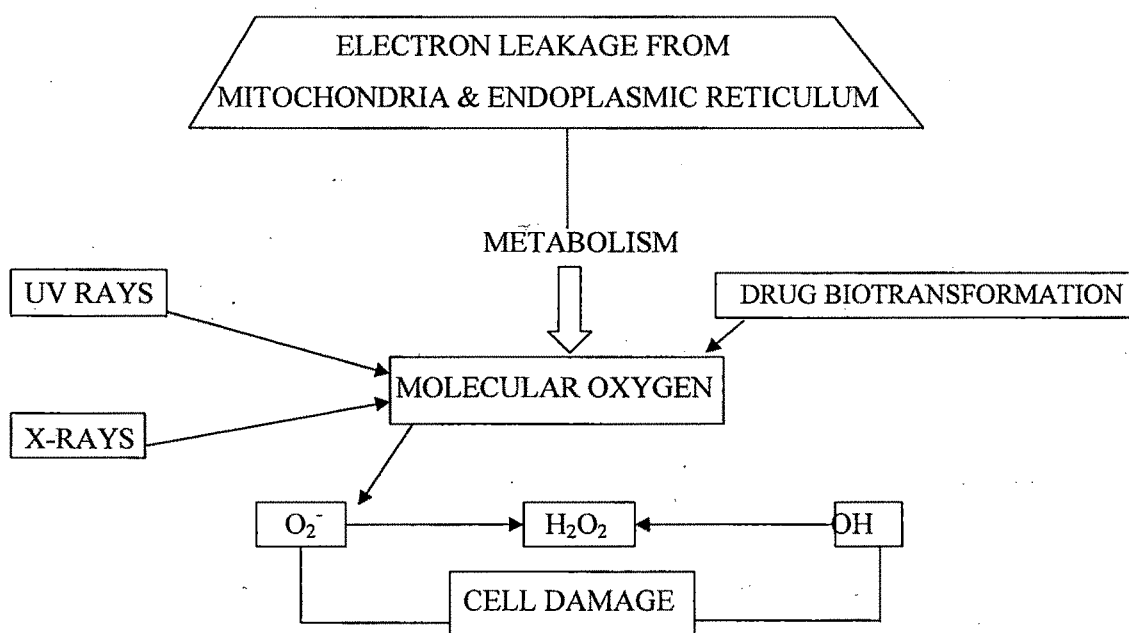 ELECTRON LEAKAGE FROM
MITOCHONDRIA & ENDOPLASMIC RETICULUM
METABOLISM
UV RAYS
DRUG BIOTRANSFORMATION
MOLECULAR OXYGEN
X-RAYS
O₂⁻
H₂O₂
OH
CELL DAMAGE